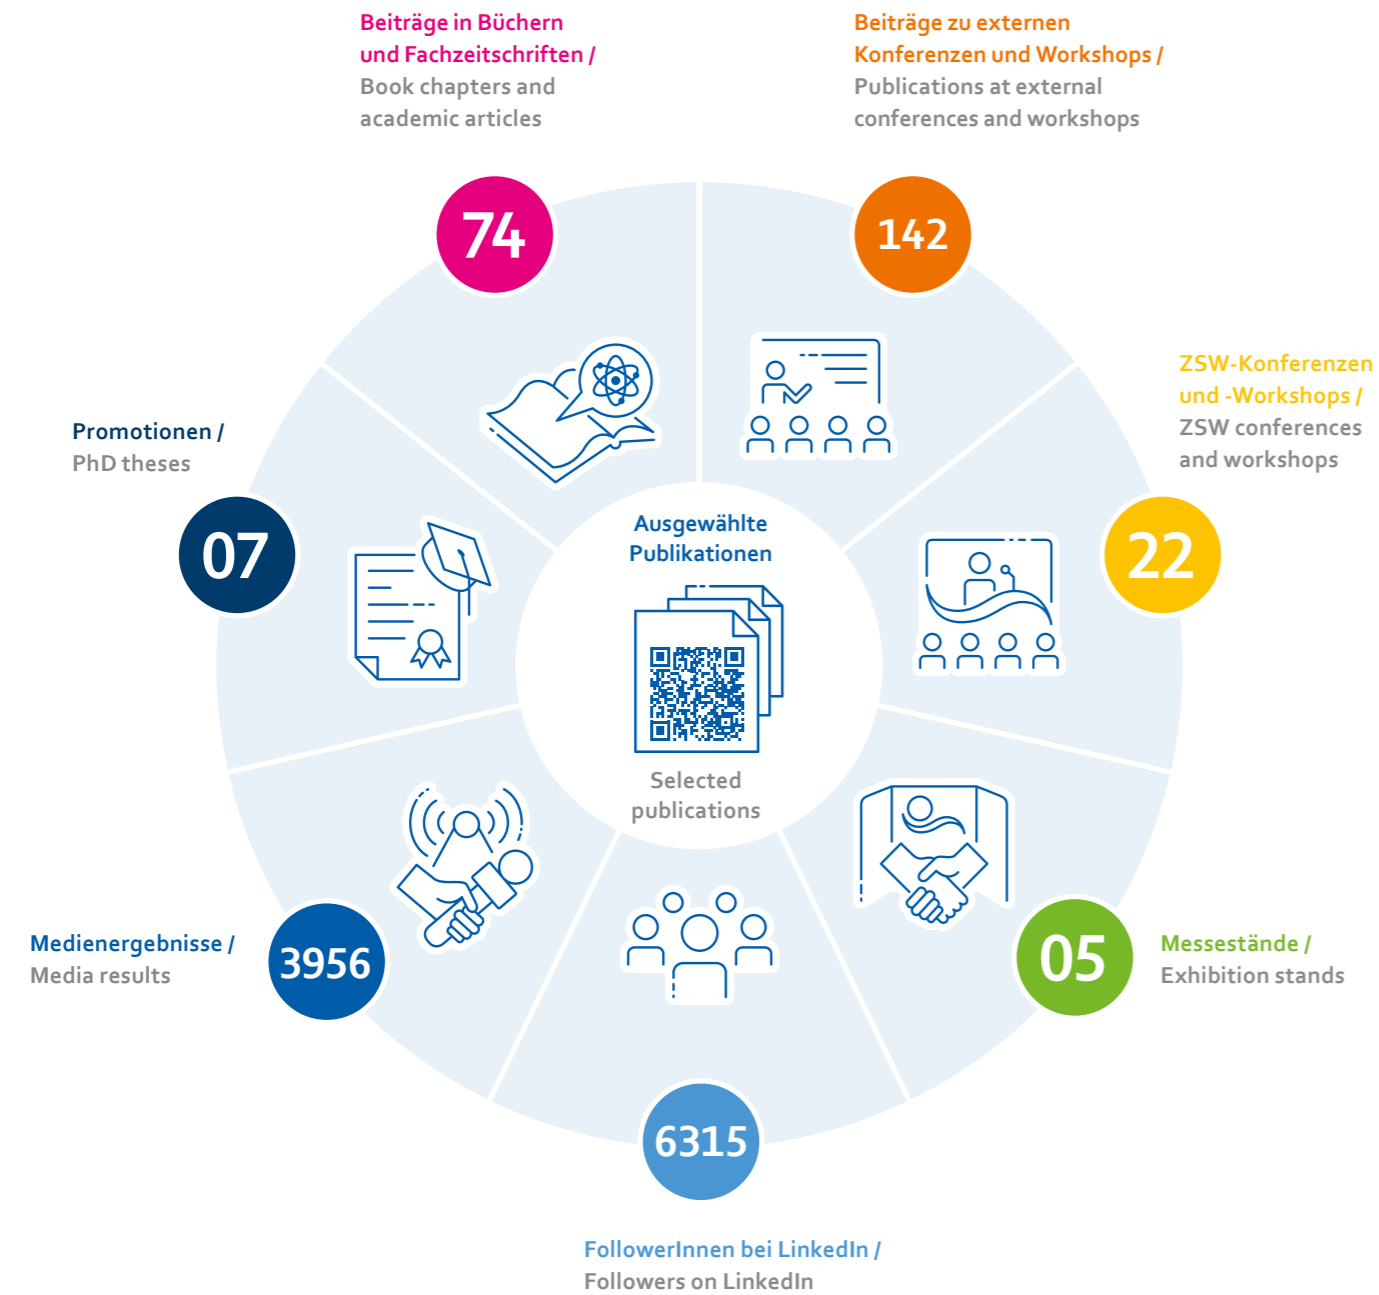 Beiträge in Büchern
und Fachzeitschriften /
Book chapters and
academic articles
74
Beiträge zu externen
Konferenzen und Workshops /
Publications at external
conferences and workshops
142
ZSW-Konferenzen
und -Workshops /
ZSW conferences
and workshops
22
Promotionen /
PhD theses
07
Ausgewählte
Publikationen
Selected
publications
Medienergebnisse /
Media results
3956
05
Messestände /
Exhibition stands
6315
FollowerInnen bei LinkedIn /
Followers on LinkedIn